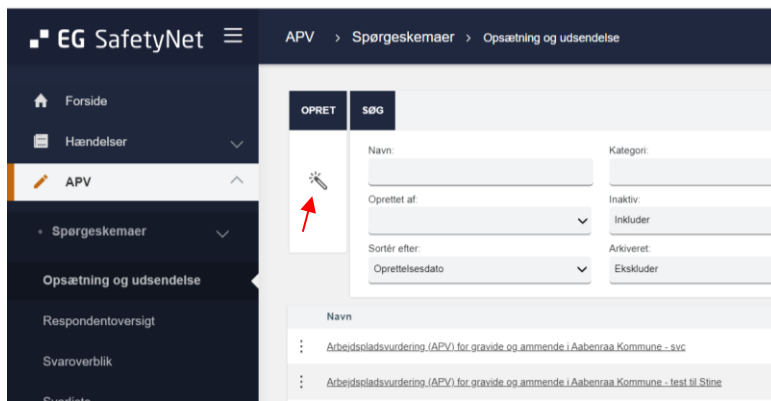 EG SafetyNet
APV > Spørgeskemaer > Opsætning og udsendelse
Forside
Hændelser
APV
Spørgeskemaer
Opsætning og udsendelse
Respondentoversigt
Svaroverblik
OPRET
SØG
Navn:
Kategori:
Oprettet af:
Inaktiv:
Inkluder
Sortér efter:
Arkiveret:
Oprettelsesdato
Ekskluder
Navn
Arbejdspladsvurdering (APV) for gravide og ammende i Aabenraa Kommune - svc
Arbejdspladsvurdering (APV) for gravide og ammende i Aabenraa Kommune - test til Stine